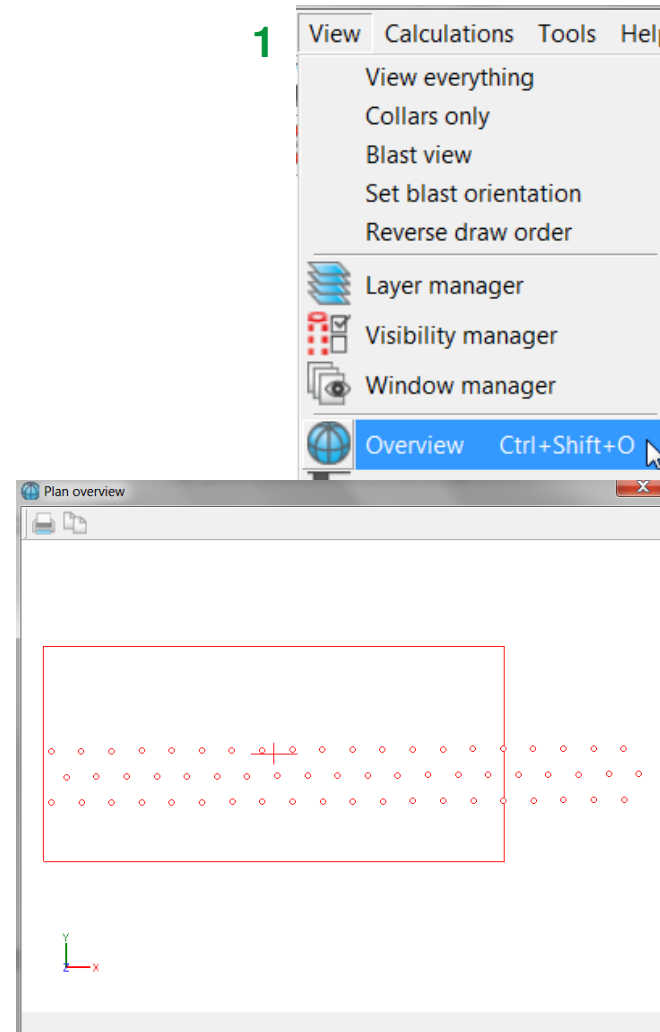 1
View Calculations Tools Help
View everything
Collars only
Blast view
Set blast orientation
Reverse draw order
Layer manager
Visibility manager
Window manager
Overview Ctrl+Shift+O
Plan overview
Y
Z X